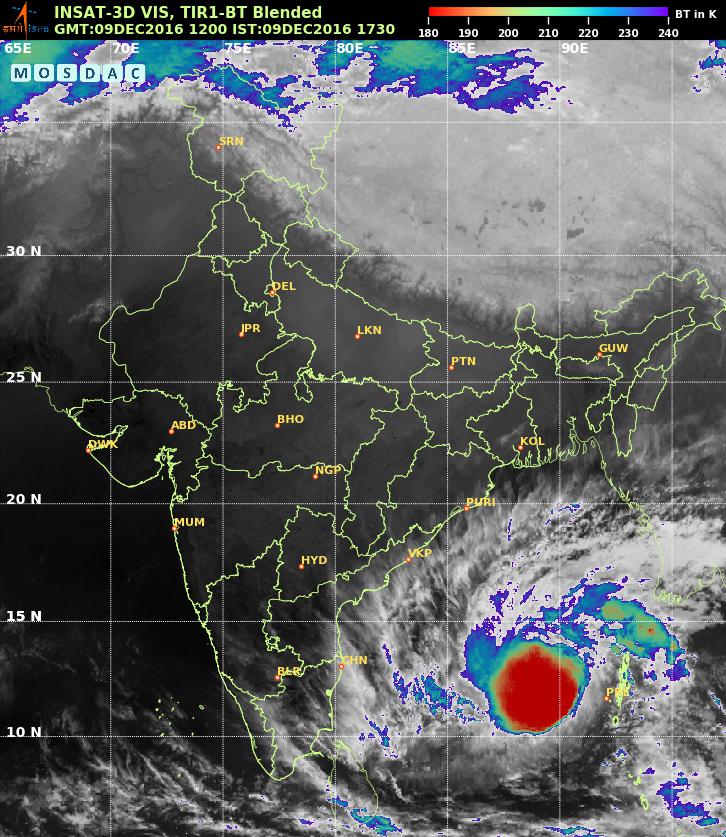 INSAT-3D VIS, TIR1-BT Blended
GMT:09DEC2016 1200 IST:09DEC2016 1730
BT in K
180 190 200 210 220 230 240
65E 70E 75E 80E 85E 90E
MOSDAC
SRN
30 N
DEL
JPR LKN
GUW
PTN
25 N
ABD BHO
DWK KOL
NGP
20 N PURI
MUM
VKP
HYD
15 N
CHN
BLR
10 N